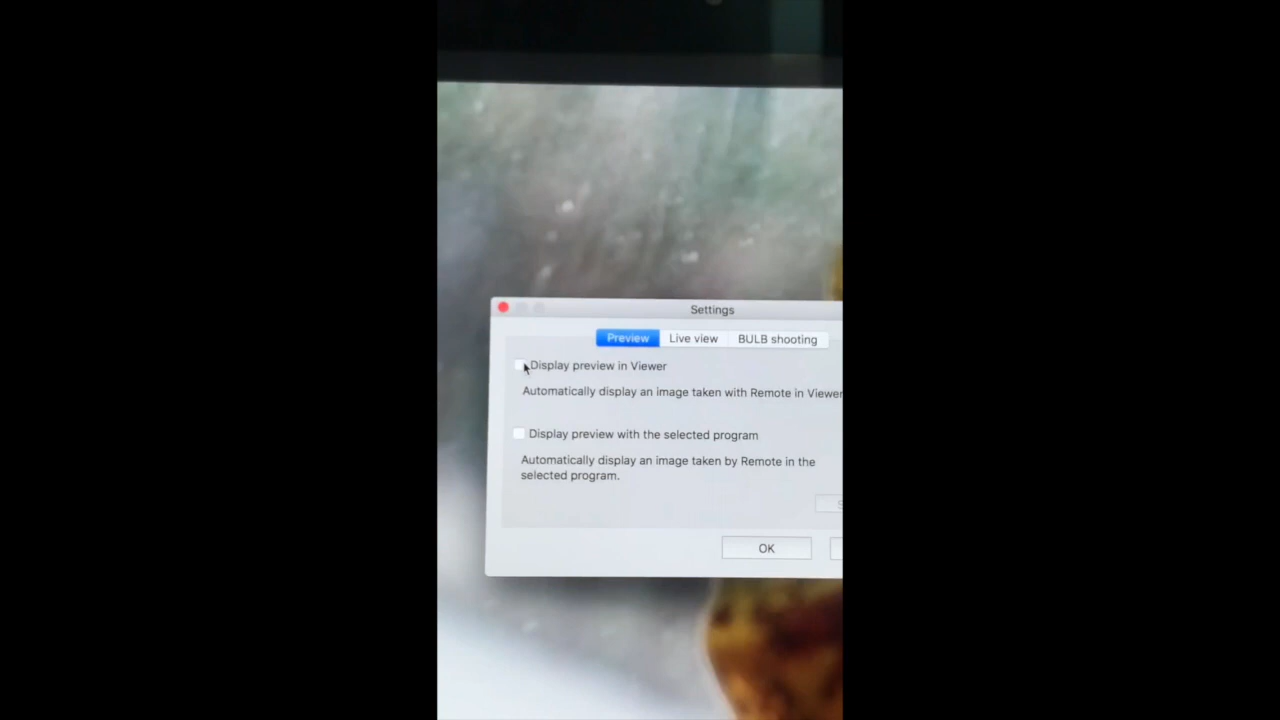 Settings
Preview Live view BULB shooting
Display preview in Viewer
Automatically display an image taken with Remote in Viewer
Display preview with the selected program
Automatically display an image taken by Remote in the
selected program.
OK